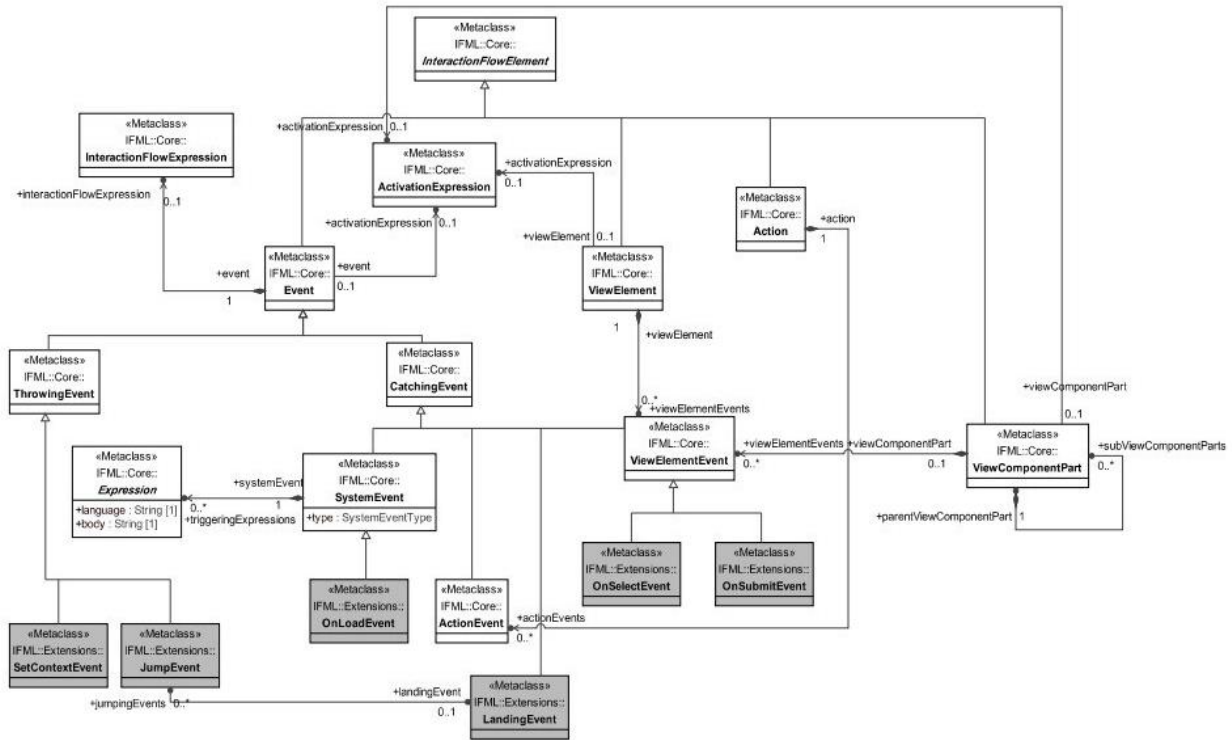 «Metaclass»
IFML::Core::
InteractionFlowElement
«Metaclass»
IFML::Core::
InteractionFlowExpression
+interactionFlowExpression
0..1
+activationExpression
0..1
«Metaclass»
IFML::Core::
ActivationExpression
+activationExpression
0..1
+activationExpression
0..1
«Metaclass»
IFML::Core::
Action
+action
1
+event
1
«Metaclass»
IFML::Core::
Event
+event
0..1
+viewElement
0..1
«Metaclass»
IFML::Core::
ViewElement
1
+viewElement
«Metaclass»
IFML::Core::
ThrowingEvent
«Metaclass»
IFML::Core::
CatchingEvent
0..*
+viewElementEvents
+viewComponentPart
0..1
«Metaclass»
IFML::Core::
Expression
+language : String [1]
+body : String [1]
+systemEvent
1
0..*
+triggeringExpressions
«Metaclass»
IFML::Core::
SystemEvent
+type : SystemEventType
«Metaclass»
IFML::Core::
ViewElementEvent
+viewElementEvents
0..*
+viewComponentPart
0..1
«Metaclass»
IFML::Core::
ViewComponentPart
+subViewComponentParts
0..*
+parentViewComponentPart
1
«Metaclass»
IFML::Extensions::
OnSelectEvent
«Metaclass»
IFML::Extensions::
OnSubmitEvent
«Metaclass»
IFML::Extensions::
OnLoadEvent
«Metaclass»
IFML::Core::
ActionEvent
+actionEvents
0..*
«Metaclass»
IFML::Extensions::
SetContextEvent
«Metaclass»
IFML::Extensions::
JumpEvent
+jumpingEvents
0..*
+landingEvent
0..1
«Metaclass»
IFML::Extensions::
LandingEvent